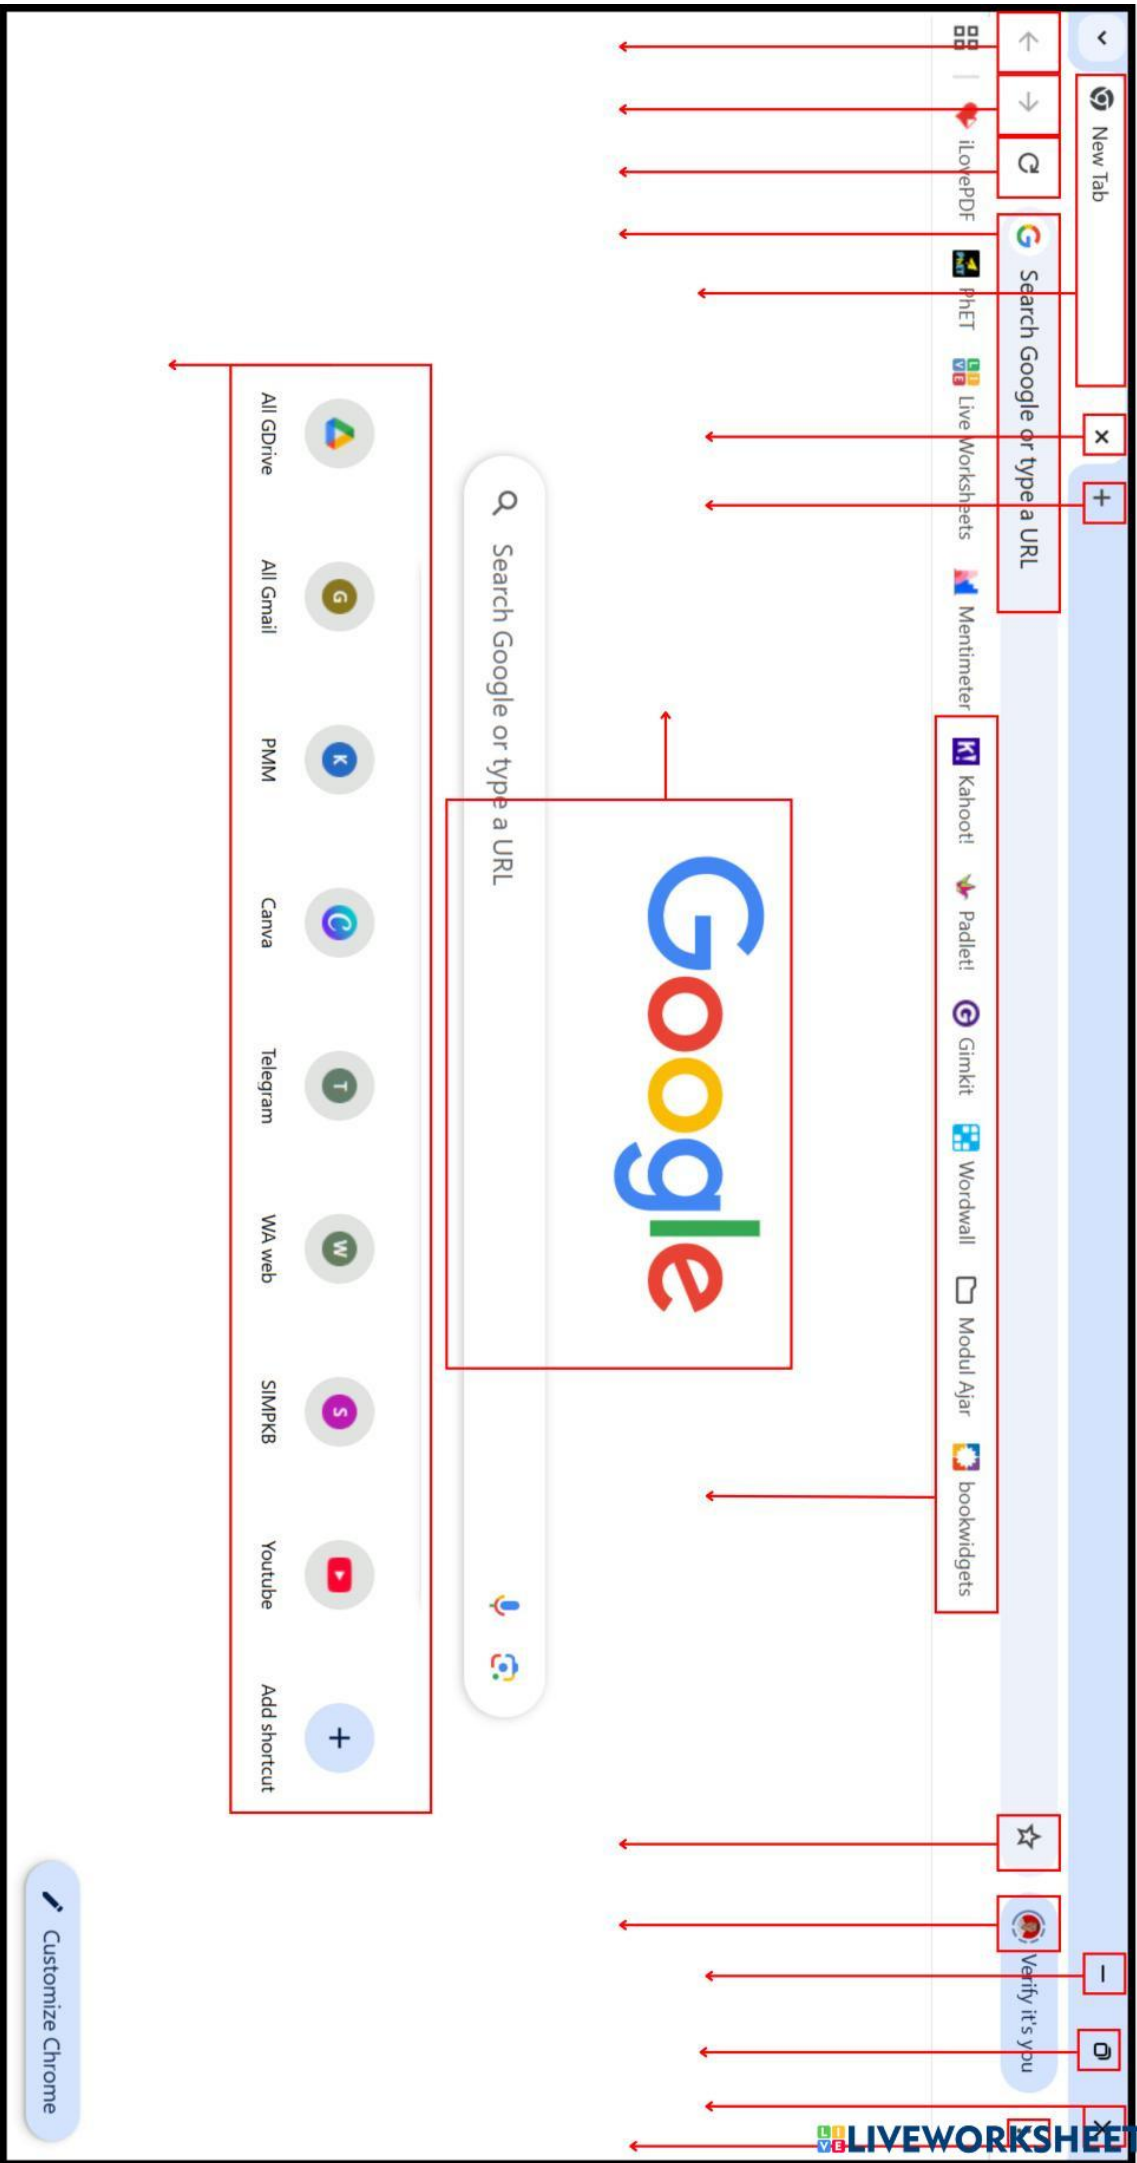 New Tab
Search Google or type a URL
Verify it's you
iLovePDF PhET Live Worksheets Mentimeter Kahoot! Padlet! Gimkit Wordwall Modul Ajar bookwidgets
Google
Search Google or type a URL
All GDrive All Gmail PMM Canva Telegram WA web SIMPKB Youtube Add shortcut
Customize Chrome
LIVEWORKSHEET